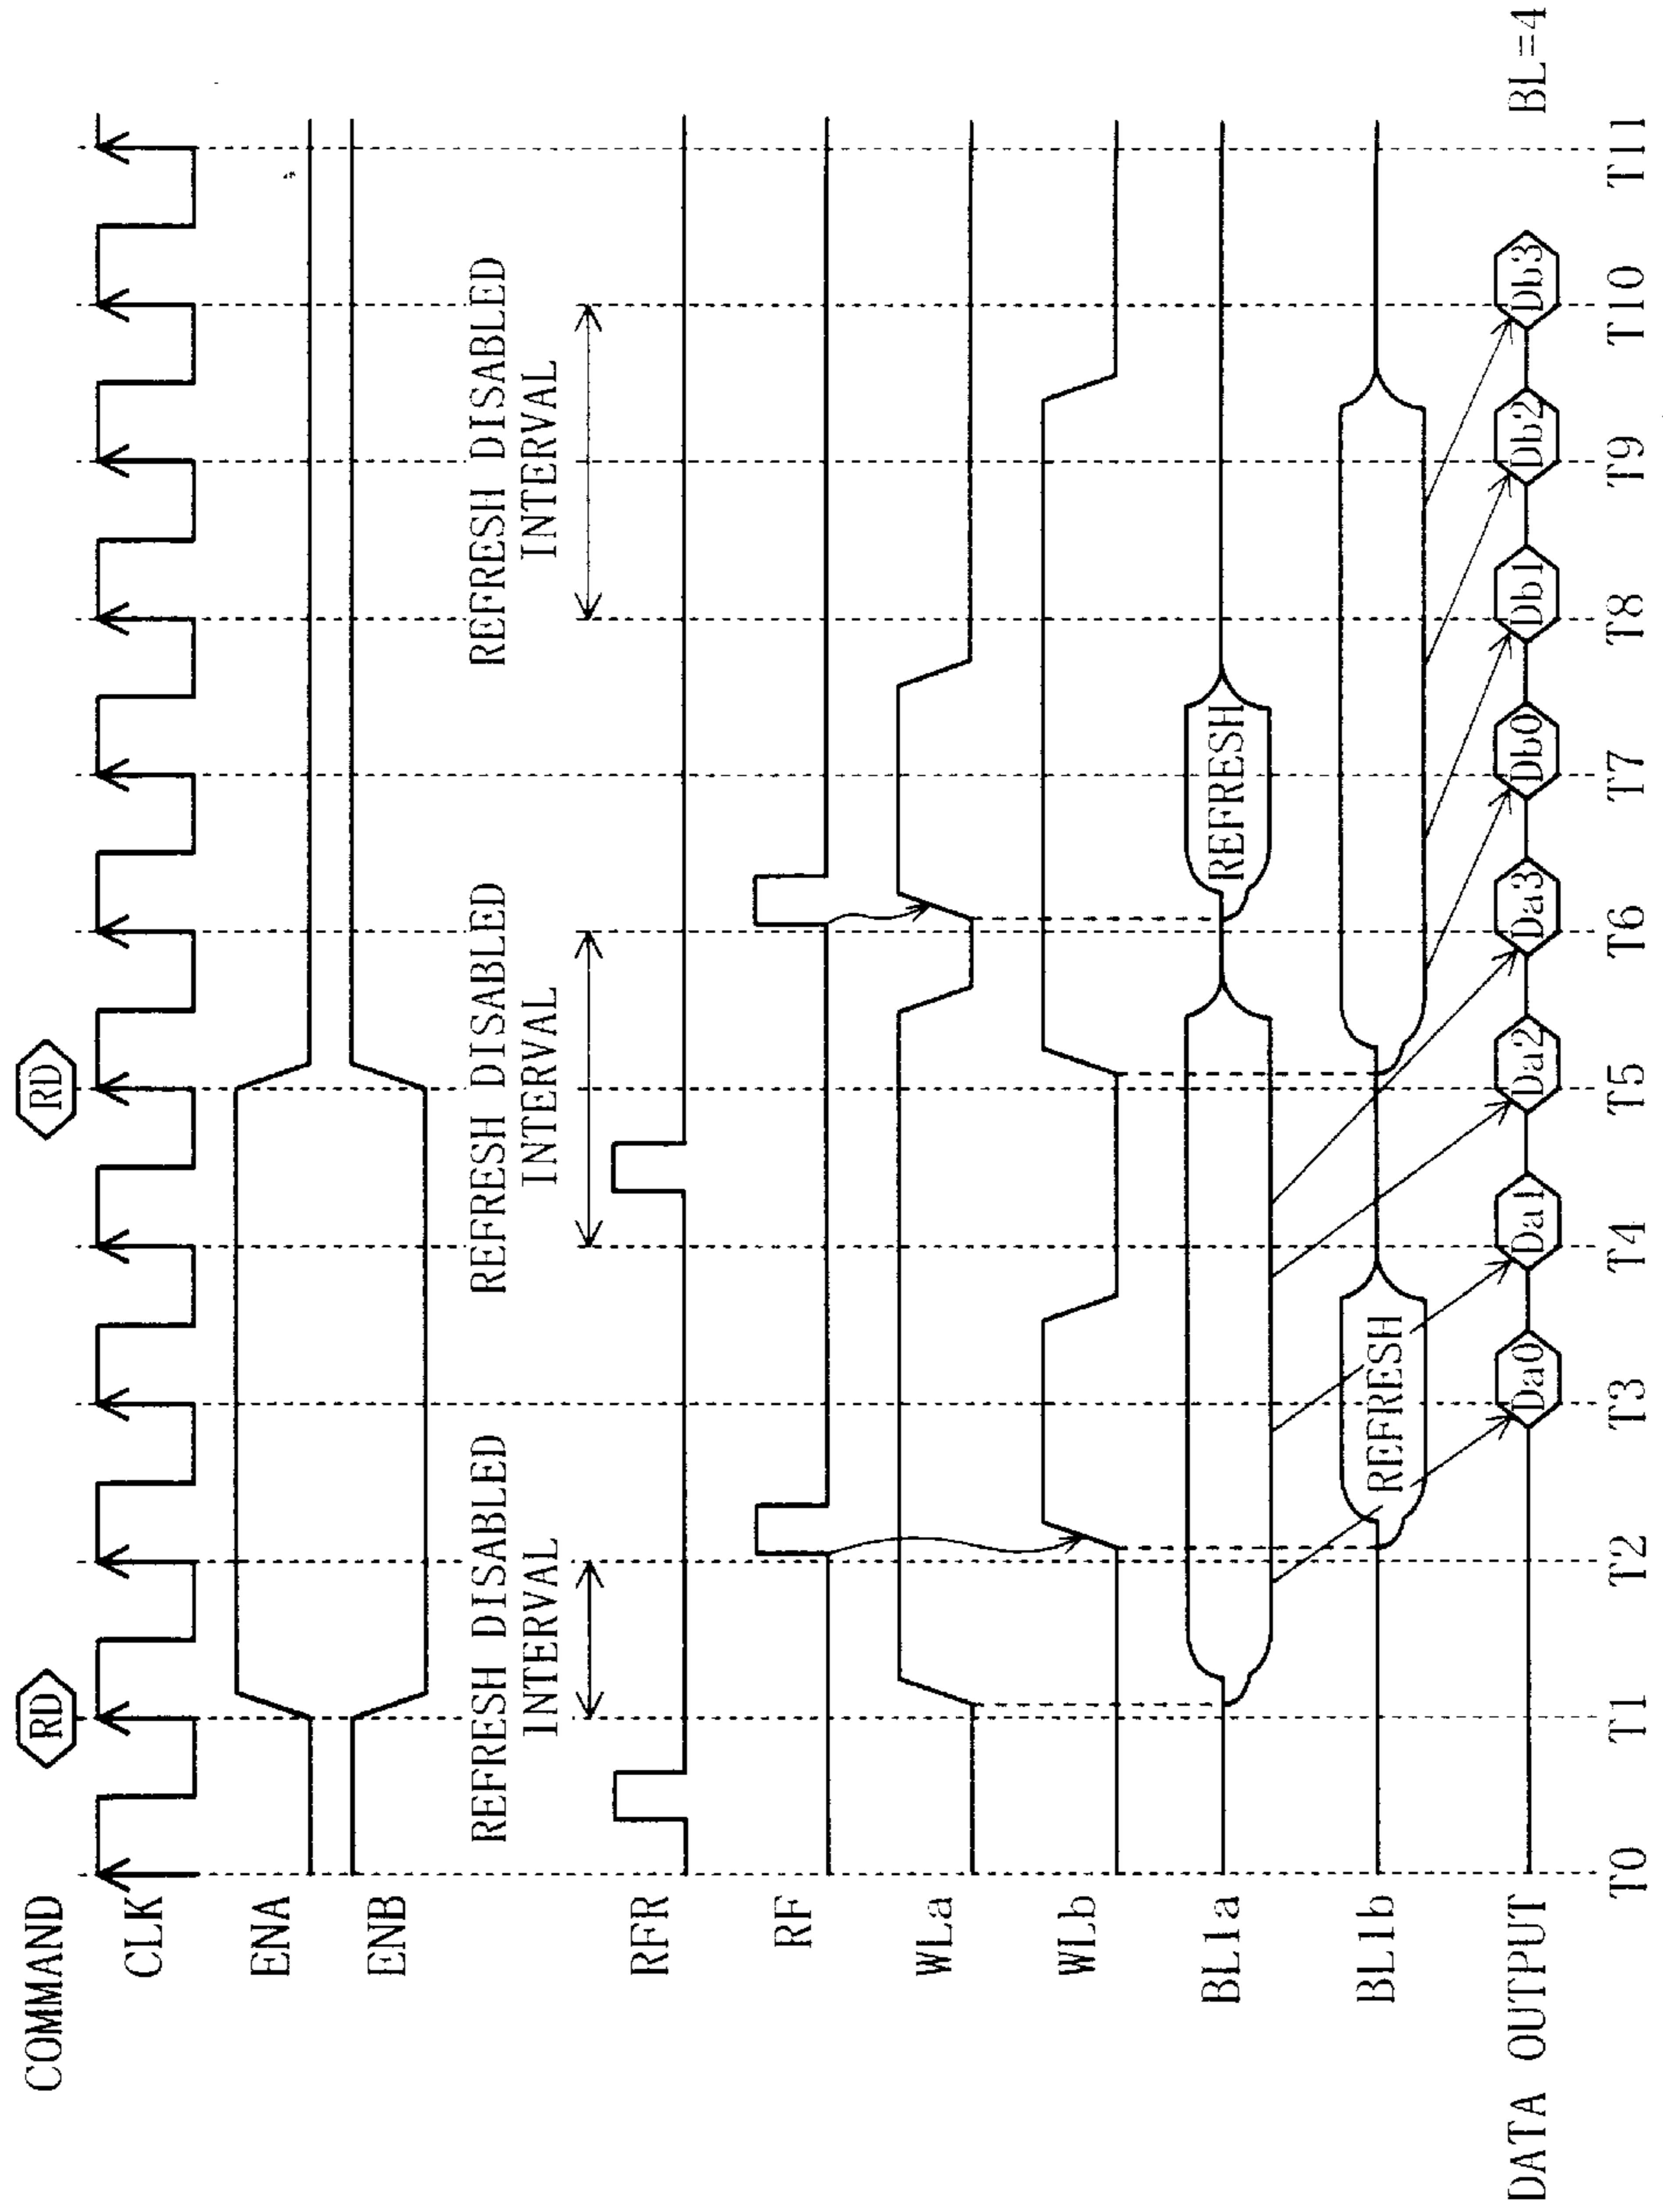 COMMAND
RD
RD
CLK
ENA
ENB
REFRESH DISABLED
INTERVAL
REFRESH DISABLED
INTERVAL
REFRESH DISABLED
INTERVAL
RFR
RF
WLa
WLb
BL1a
REFRESH
BL1b
REFRESH
DATA OUTPUT
Da0
Da1
Da2
Da3
Db0
Db1
Db2
Db3
BL=4
T0
T1
T2
T3
T4
T5
T6
T7
T8
T9
T10
T11